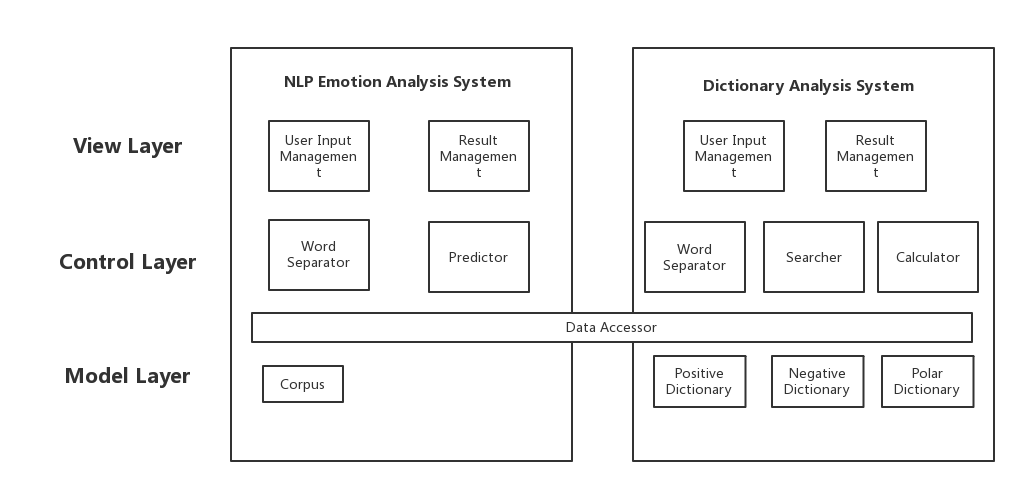 NLP Emotion Analysis System
Dictionary Analysis System
View Layer
User Input
Managemen
t
Result
Managemen
t
User Input
Managemen
t
Result
Managemen
t
Control Layer
Word
Separator
Predictor
Word
Separator
Searcher
Calculator
Data Accessor
Model Layer
Corpus
Positive
Dictionary
Negative
Dictionary
Polar
Dictionary